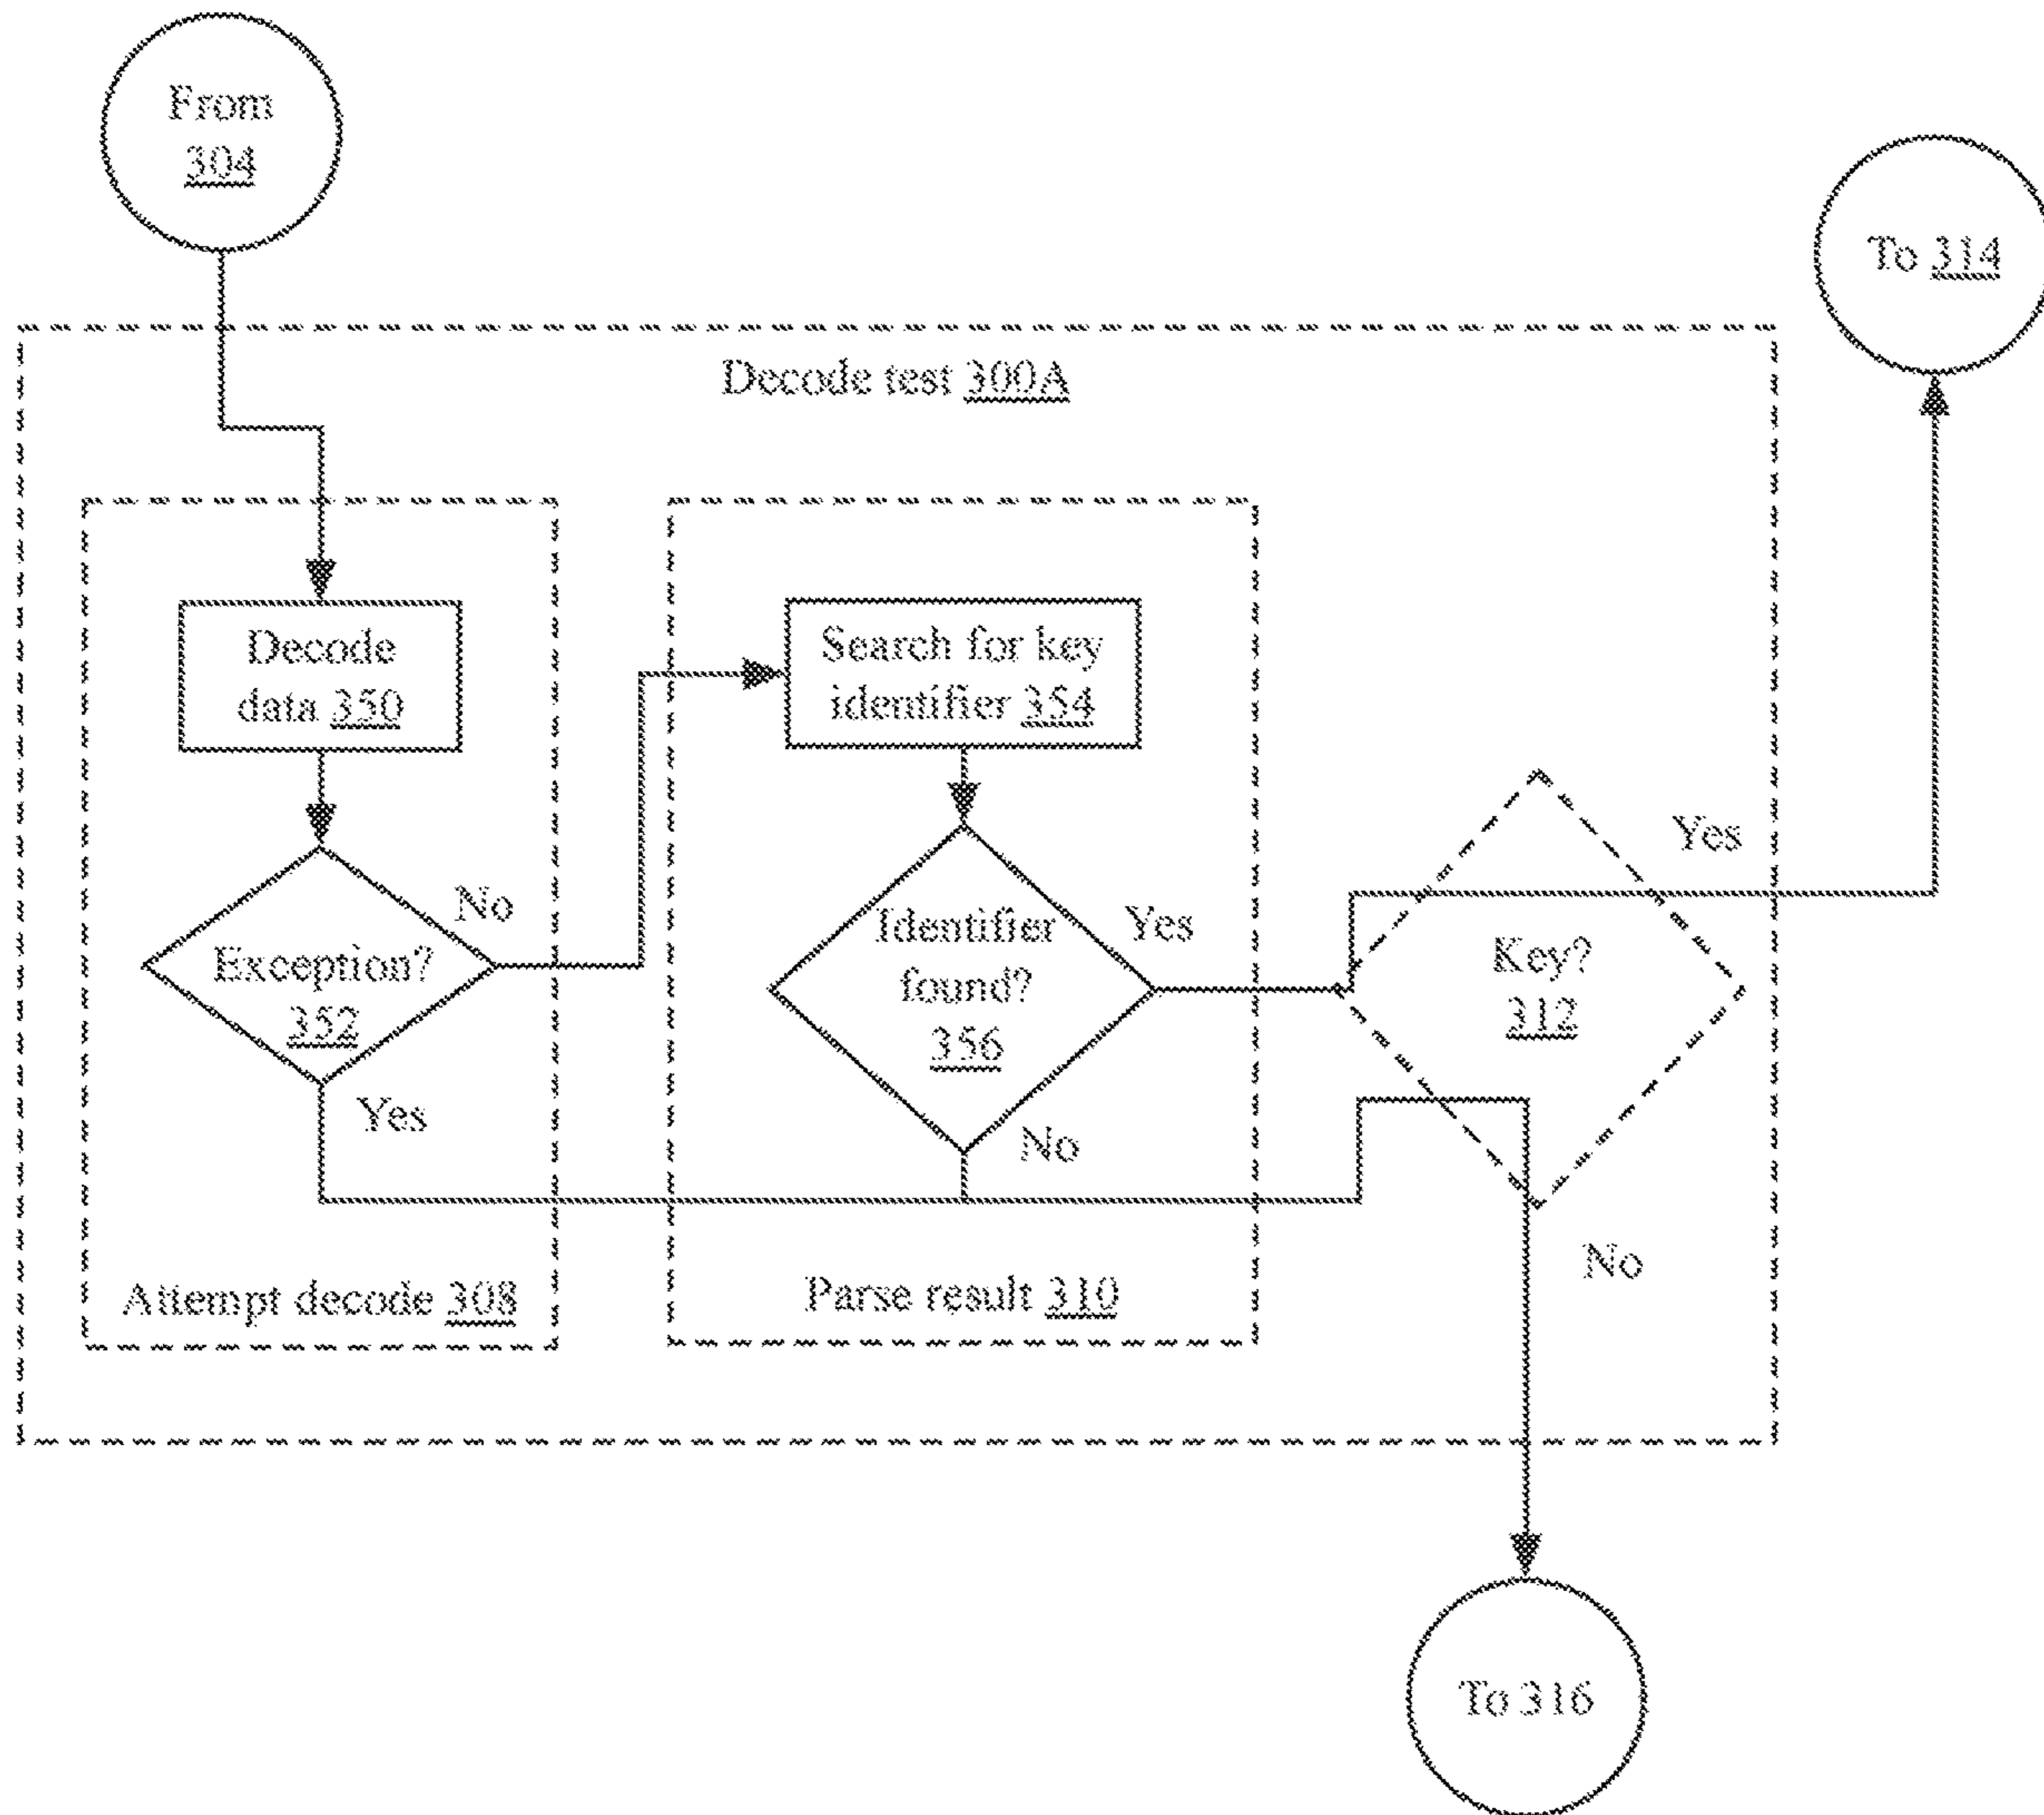 From
304
To 314
Decode test 300A
Decode
data 350
Search for key
identifier 354
Yes
No
Exception?
352
Identifier
found?
356
Yes
Key?
312
Yes
No
No
Attempt decode 308
Parse result 310
To 316